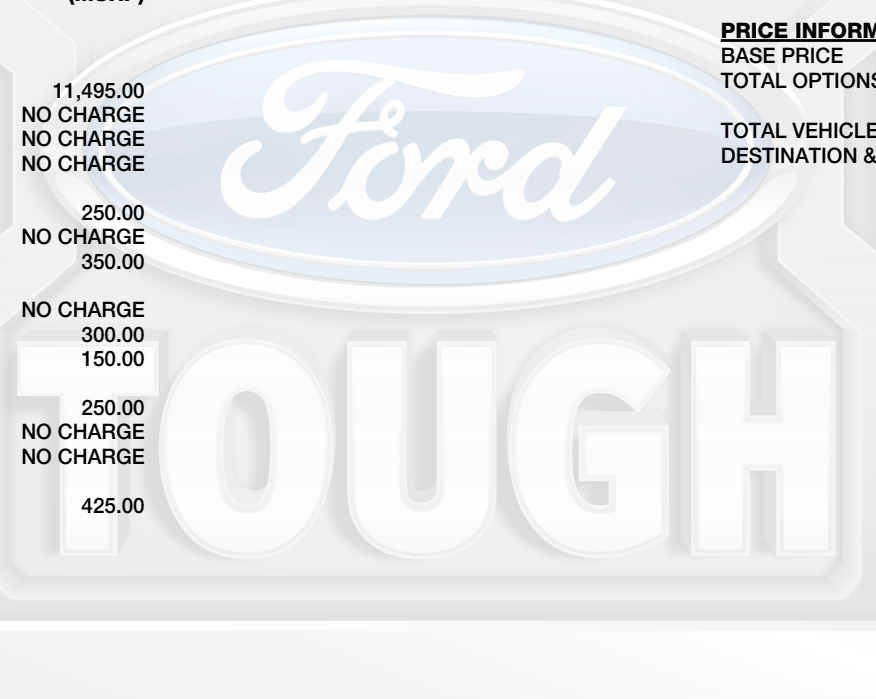 11,495.00
NO CHARGE
NO CHARGE
NO CHARGE
250.00
NO CHARGE
350.00
NO CHARGE
300.00
150.00
250.00
NO CHARGE
NO CHARGE
425.00
PRICE
BASE PRICE
TOTAL OPTIONS
TOTAL VEHICLE
DESTINATION &
Ford
TOUGH